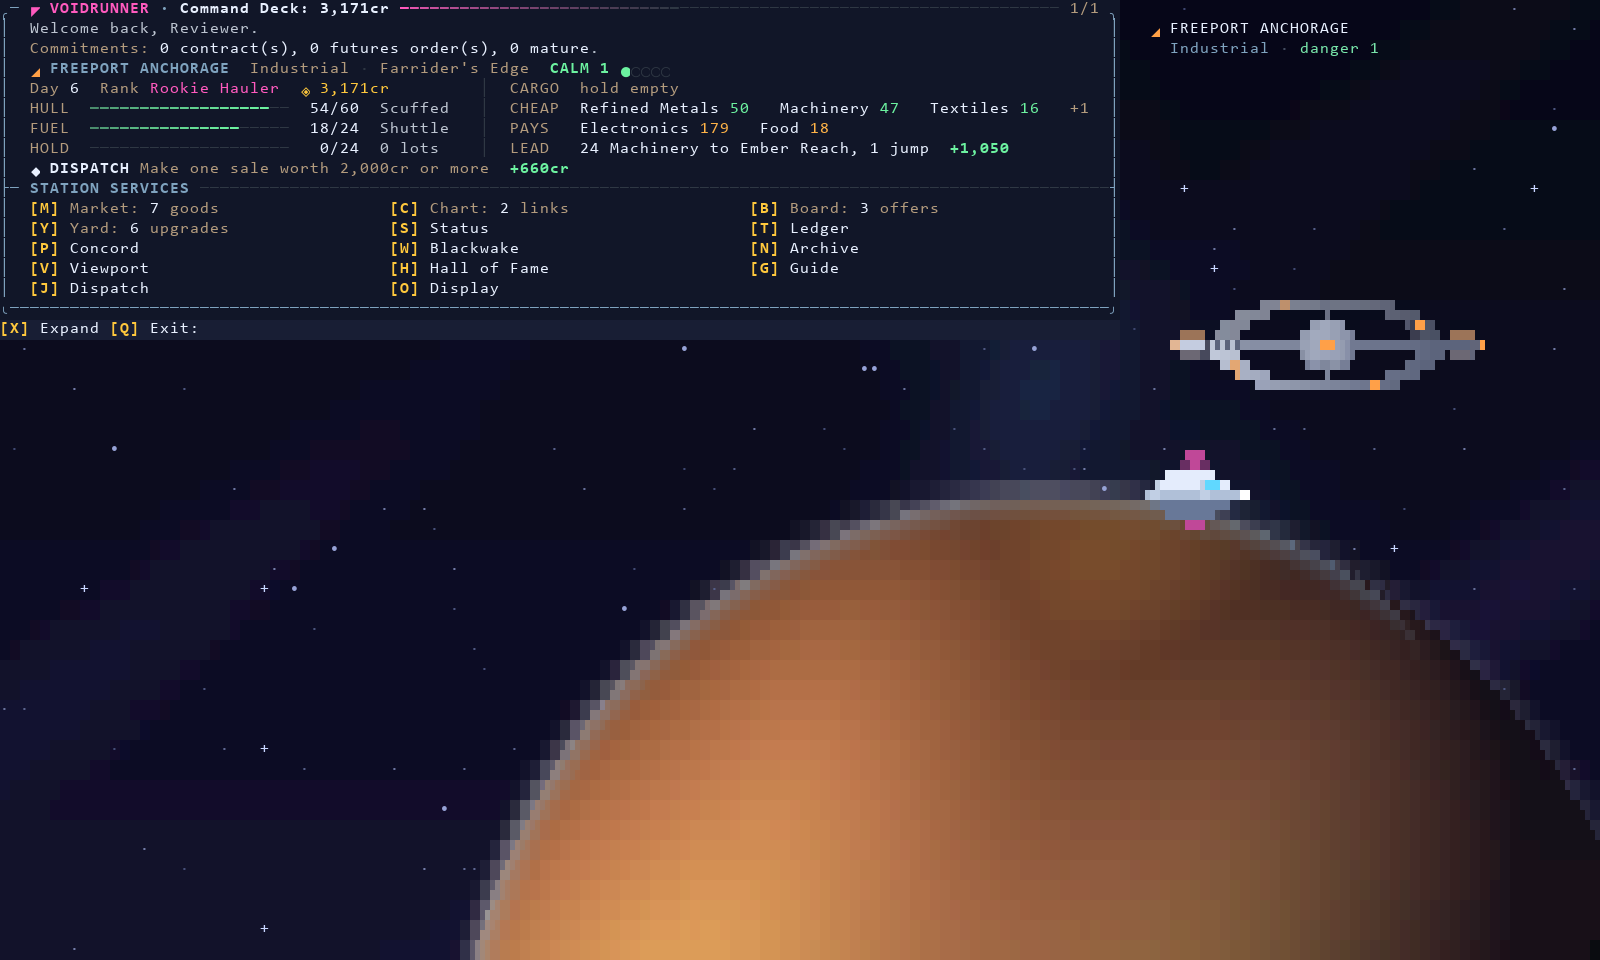 VOIDRUNNER · Command Deck: 3,171cr 1/1
Welcome back, Reviewer.
Commitments: 0 contract(s), 0 futures order(s), 0 mature.
FREEPORT ANCHORAGE Industrial · Farrider's Edge CALM 1
Day 6 Rank Rookie Hauler 3,171cr CARGO hold empty
HULL 54/60 Scuffed CHEAP Refined Metals 50 Machinery 47 Textiles 16 +1
FUEL 18/24 Shuttle PAYS Electronics 179 Food 18
HOLD 0/24 0 lots LEAD 24 Machinery to Ember Reach, 1 jump +1,050
DISPATCH Make one sale worth 2,000cr or more +660cr
STATION SERVICES
[M] Market: 7 goods [C] Chart: 2 links [B] Board: 3 offers
[Y] Yard: 6 upgrades [S] Status [T] Ledger
[P] Concord [W] Blackwake [N] Archive
[V] Viewport [H] Hall of Fame [G] Guide
[J] Dispatch [O] Display
[X] Expand [Q] Exit:
FREEPORT ANCHORAGE
Industrial · danger 1